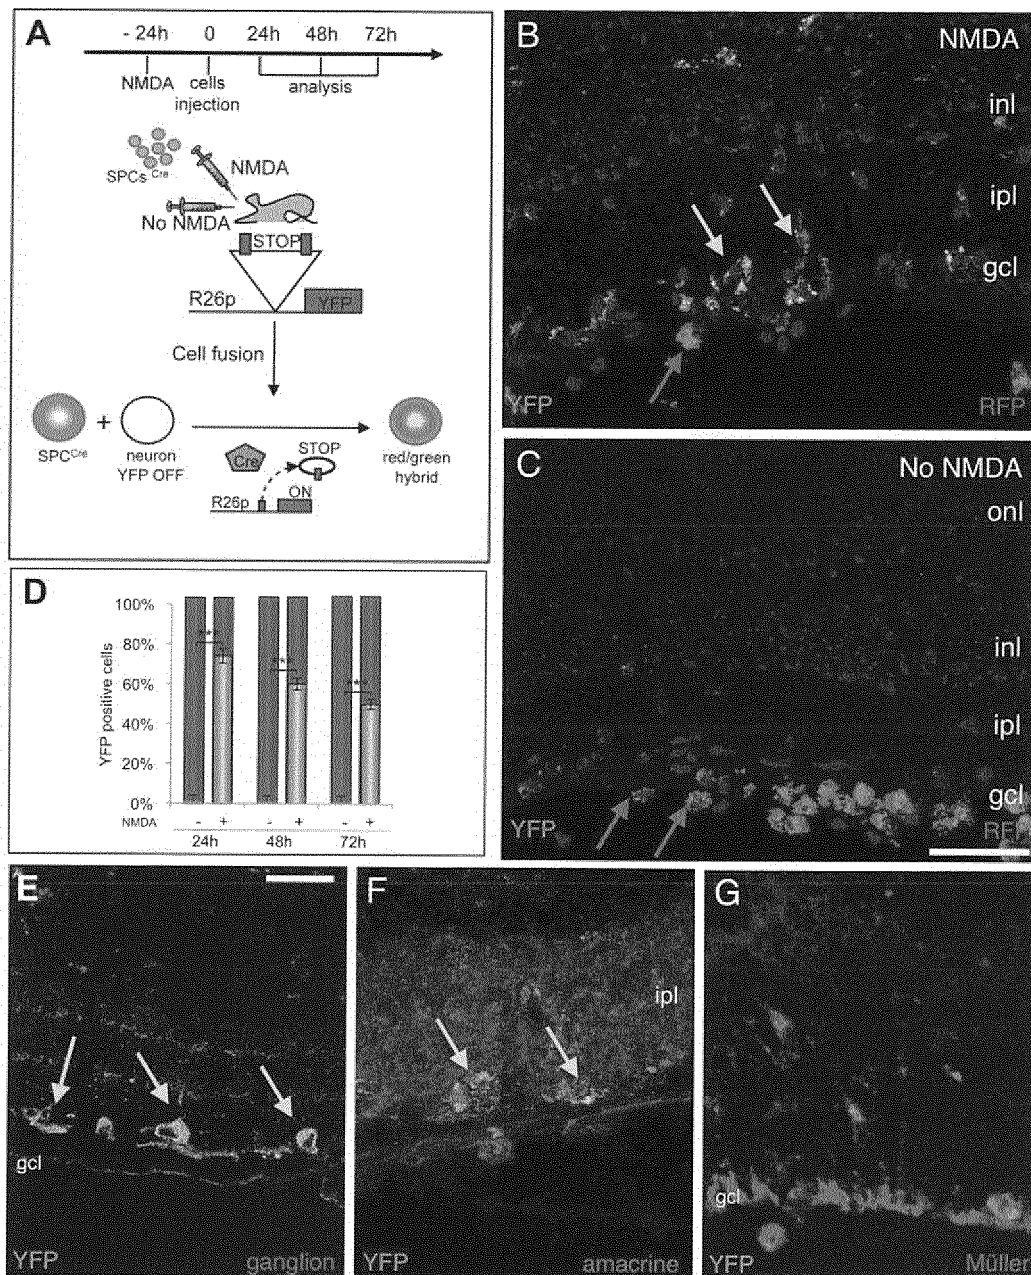 A
- 24h 0 24h 48h 72h
NMDA cells injection analysis
SPCs Cre
NMDA
No NMDA
STOP
R26p YFP
Cell fusion
SPC Cre + neuron YFP OFF
Cre
STOP
R26p ON
red/green hybrid
B
NMDA
inl
ipl
gcl
YFP RFP
C
No NMDA
onl
inl
ipl
gcl
YFP RFP
D
YFP positive cells
100%
80%
60%
40%
20%
0%
*** *** ***
NMDA - + - + - +
24h 48h 72h
E
gcl
YFP ganglion
F
ipl
YFP amacrine
G
gcl
YFP Müller